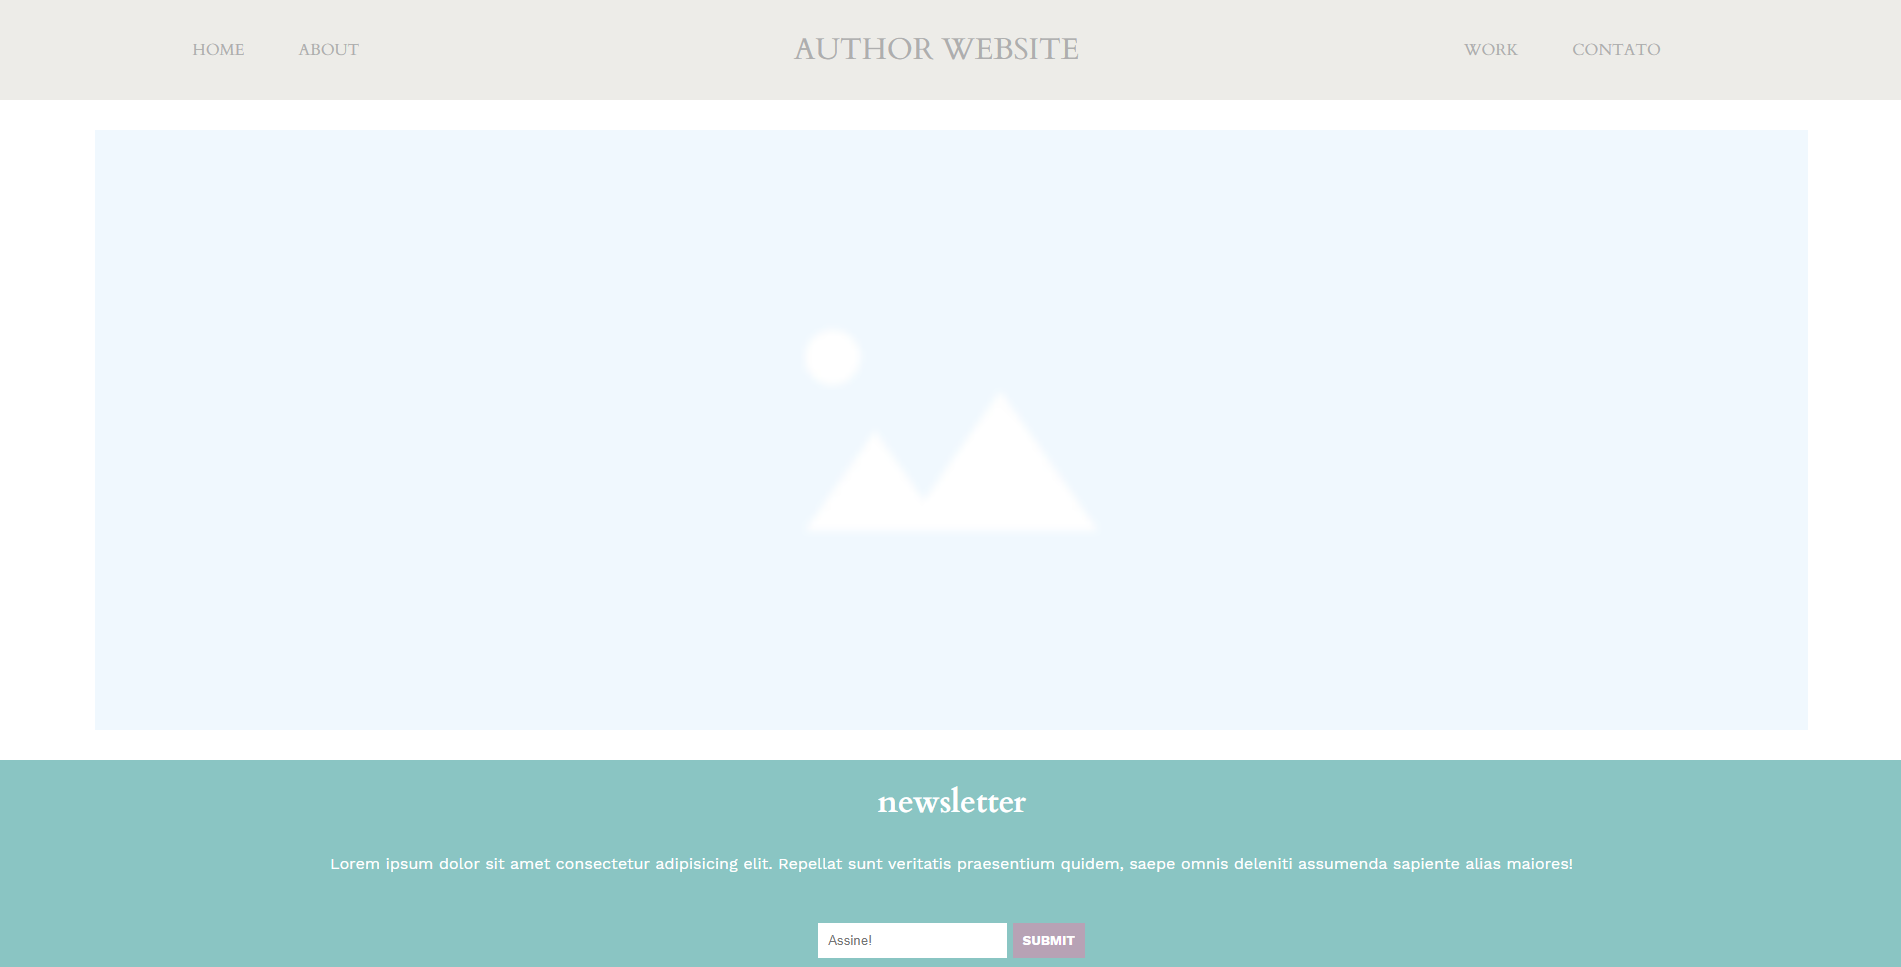 HOME ABOUT AUTHOR WEBSITE WORK CONTATO
newsletter
Lorem ipsum dolor sit amet consectetur adipisicing elit. Repellat sunt veritatis praesentium quidem, saepe omnis deleniti assumenda sapiente alias maiores!
Assine! SUBMIT